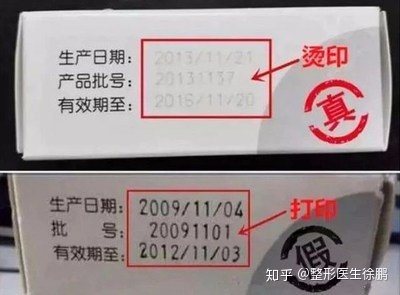 生产日期： 2013/11/21
产品批号： 20131137
有效期至： 2016/11/20
烫印
真
生产日期： 2009/11/04
批 号： 20091101
有效期至： 2012/11/03
打印
假
知乎 @整形医生徐鹏